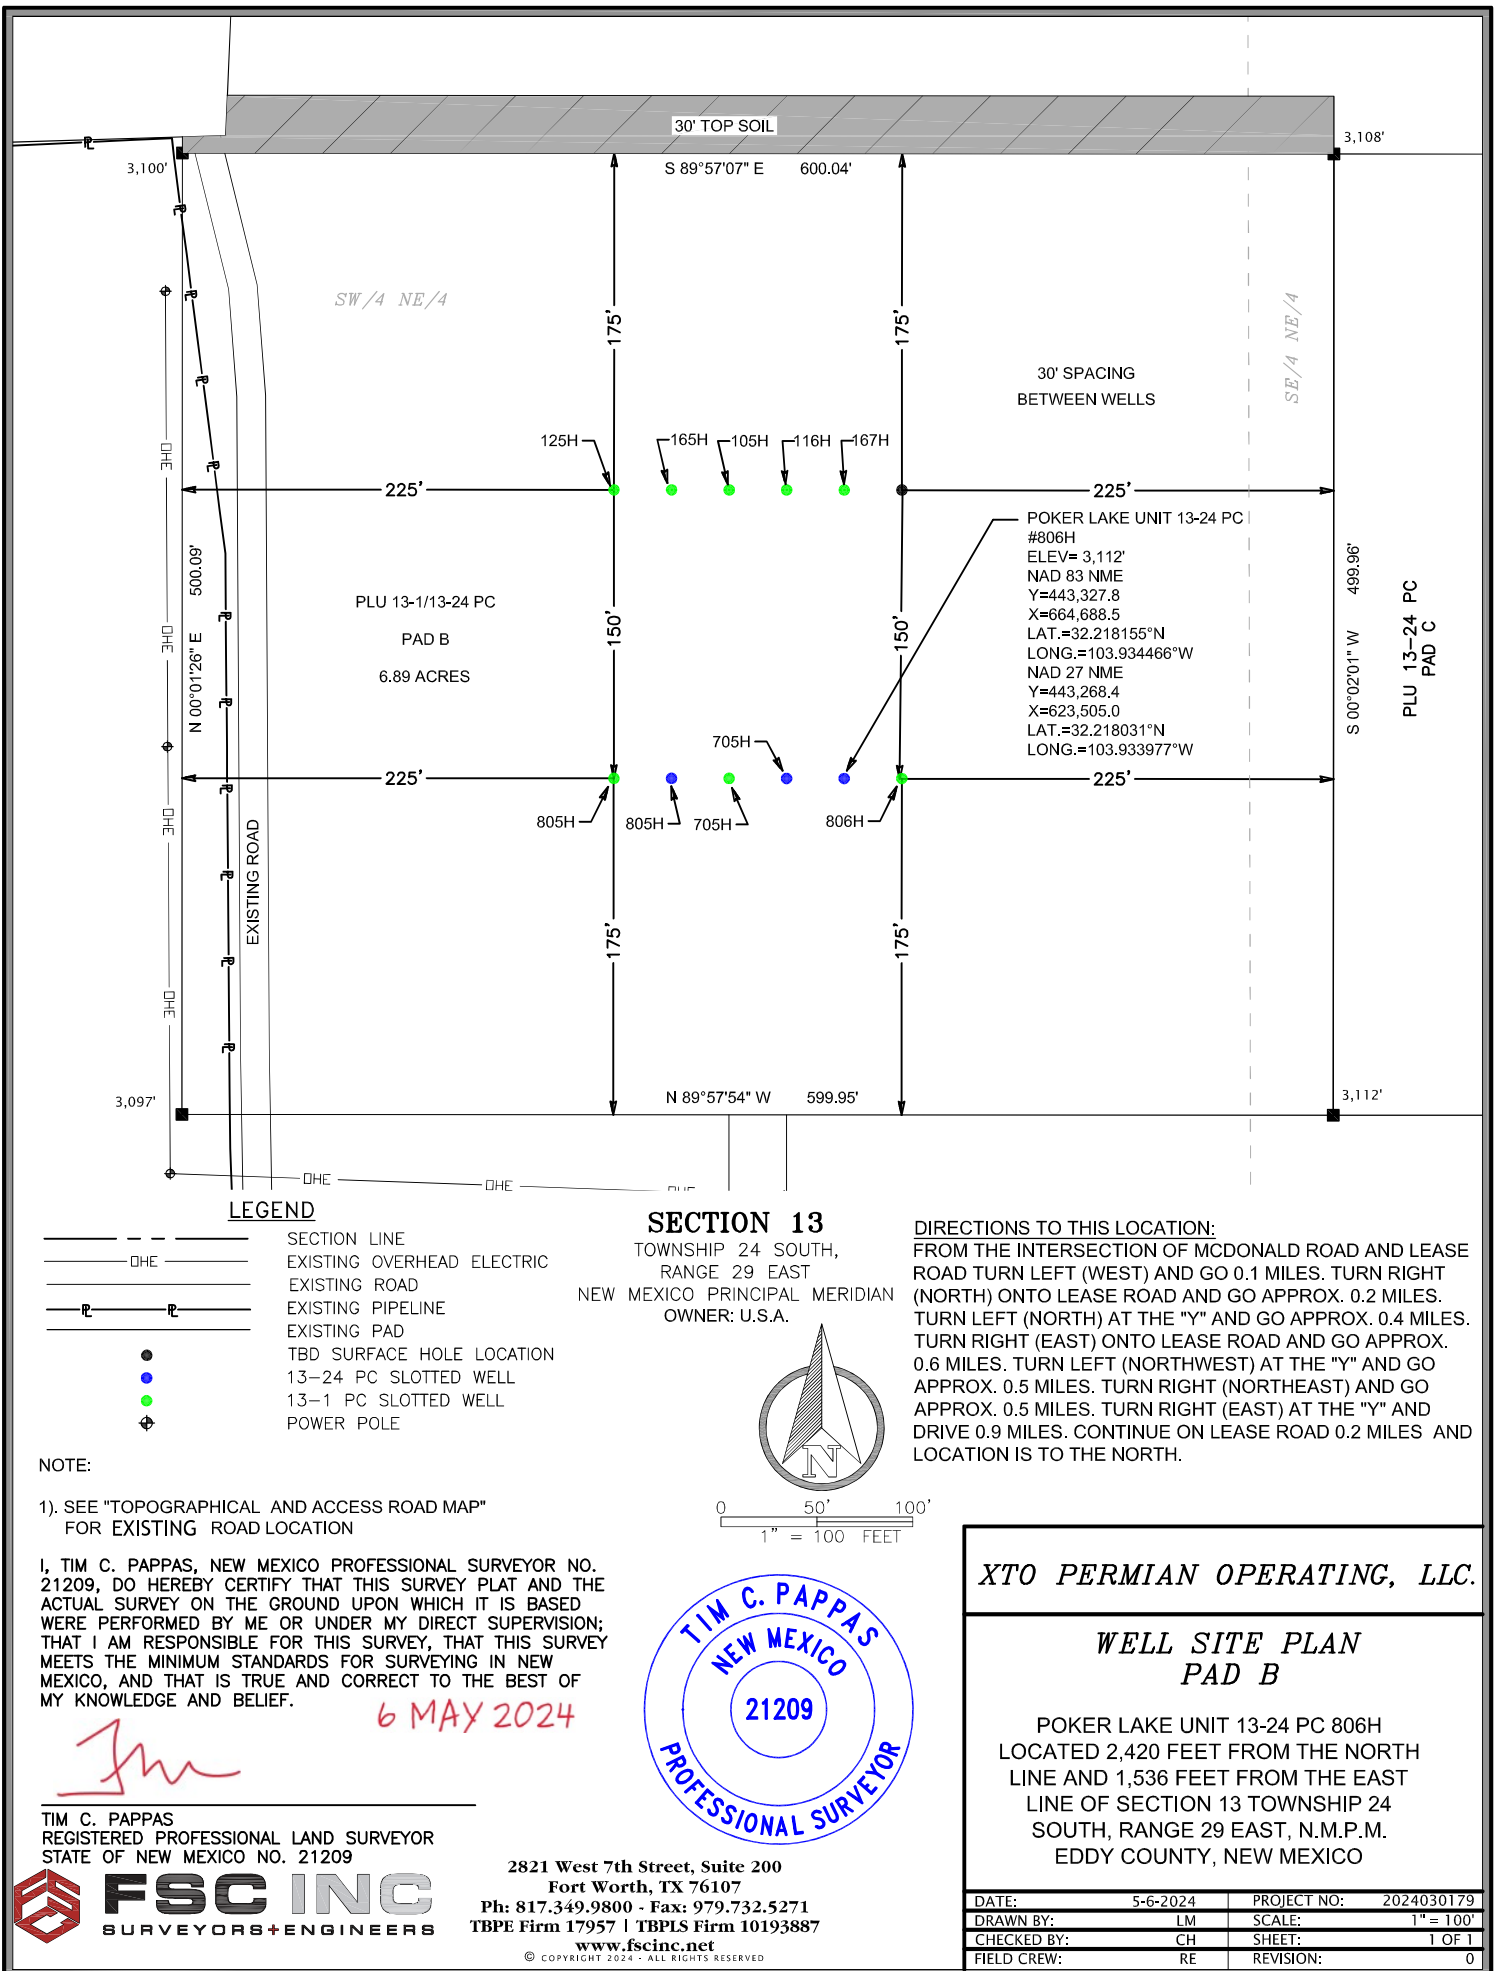 30' TOP SOIL
3,108'
3,100'
S 89°57'07" E 600.04'
SW/4 NE/4
SE/4 NE/4
175'
175'
30' SPACING
BETWEEN WELLS
125H
165H
105H
116H
167H
OHE
225'
225'
POKER LAKE UNIT 13-24 PC
#806H
ELEV= 3,112'
NAD 83 NME
Y=443,327.8
X=664,688.5
LAT.=32.218155°N
LONG.=103.934466°W
NAD 27 NME
Y=443,268.4
X=623,505.0
LAT.=32.218031°N
LONG.=103.933977°W
N 00°01'26" E 500.09'
PLU 13-1/13-24 PC
PAD B
6.89 ACRES
150'
150'
S 00°02'01" W 499.96'
PLU 13-24 PC
PAD C
OHE
705H
225'
225'
OHE
805H
805H
705H
806H
EXISTING ROAD
175'
175'
OHE
3,097'
N 89°57'54" W 599.95'
3,112'
OHE
OHE
OHE
LEGEND
SECTION LINE
OHE
EXISTING OVERHEAD ELECTRIC
EXISTING ROAD
PL PL
EXISTING PIPELINE
EXISTING PAD
TBD SURFACE HOLE LOCATION
13-24 PC SLOTTED WELL
13-1 PC SLOTTED WELL
POWER POLE
SECTION 13
TOWNSHIP 24 SOUTH,
RANGE 29 EAST
NEW MEXICO PRINCIPAL MERIDIAN
OWNER: U.S.A.
N
0 50' 100'
1" = 100 FEET
DIRECTIONS TO THIS LOCATION:
FROM THE INTERSECTION OF MCDONALD ROAD AND LEASE
ROAD TURN LEFT (WEST) AND GO 0.1 MILES. TURN RIGHT
(NORTH) ONTO LEASE ROAD AND GO APPROX. 0.2 MILES.
TURN LEFT (NORTH) AT THE "Y" AND GO APPROX. 0.4 MILES.
TURN RIGHT (EAST) ONTO LEASE ROAD AND GO APPROX.
0.6 MILES. TURN LEFT (NORTHWEST) AT THE "Y" AND GO
APPROX. 0.5 MILES. TURN RIGHT (NORTHEAST) AND GO
APPROX. 0.5 MILES. TURN RIGHT (EAST) AT THE "Y" AND
DRIVE 0.9 MILES. CONTINUE ON LEASE ROAD 0.2 MILES AND
LOCATION IS TO THE NORTH.
NOTE:
1). SEE "TOPOGRAPHICAL AND ACCESS ROAD MAP"
FOR EXISTING ROAD LOCATION
I, TIM C. PAPPAS, NEW MEXICO PROFESSIONAL SURVEYOR NO.
21209, DO HEREBY CERTIFY THAT THIS SURVEY PLAT AND THE
ACTUAL SURVEY ON THE GROUND UPON WHICH IT IS BASED
WERE PERFORMED BY ME OR UNDER MY DIRECT SUPERVISION;
THAT I AM RESPONSIBLE FOR THIS SURVEY, THAT THIS SURVEY
MEETS THE MINIMUM STANDARDS FOR SURVEYING IN NEW
MEXICO, AND THAT IS TRUE AND CORRECT TO THE BEST OF
MY KNOWLEDGE AND BELIEF.
6 MAY 2024
TIM C. PAPPAS
REGISTERED PROFESSIONAL LAND SURVEYOR
STATE OF NEW MEXICO NO. 21209
TIM C. PAPPAS
NEW MEXICO
21209
PROFESSIONAL SURVEYOR
FSC INC
SURVEYORS+ENGINEERS
2821 West 7th Street, Suite 200
Fort Worth, TX 76107
Ph: 817.349.9800 - Fax: 979.732.5271
TBPE Firm 17957 | TBPLS Firm 10193887
www.fscinc.net
© COPYRIGHT 2024 - ALL RIGHTS RESERVED
XTO PERMIAN OPERATING, LLC.
WELL SITE PLAN
PAD B
POKER LAKE UNIT 13-24 PC 806H
LOCATED 2,420 FEET FROM THE NORTH
LINE AND 1,536 FEET FROM THE EAST
LINE OF SECTION 13 TOWNSHIP 24
SOUTH, RANGE 29 EAST, N.M.P.M.
EDDY COUNTY, NEW MEXICO
DATE: 5-6-2024 PROJECT NO: 2024030179
DRAWN BY: LM SCALE: 1" = 100'
CHECKED BY: CH SHEET: 1 OF 1
FIELD CREW: RE REVISION: 0